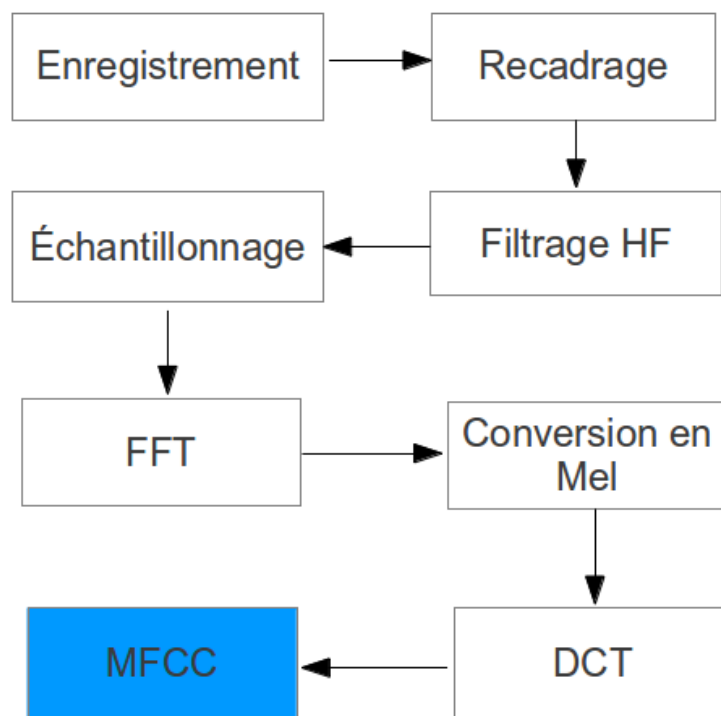 Enregistrement
Recadrage
Filtrage HF
Échantillonnage
FFT
Conversion en
Mel
DCT
MFCC